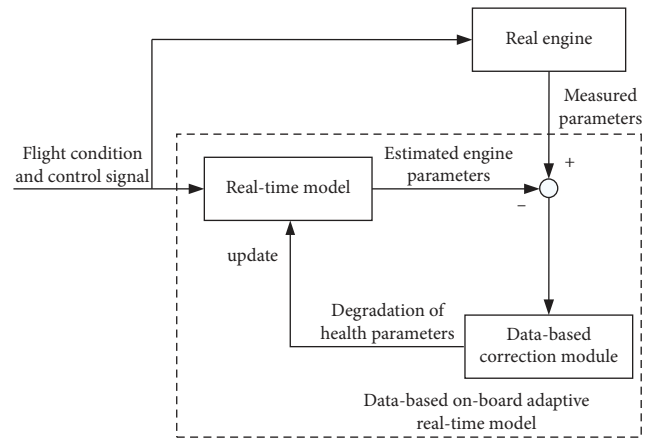 Real engine
Measured
parameters
Flight condition
and control signal
Real-time model
Estimated engine
parameters
+
−
update
Degradation of
health parameters
Data-based
correction module
Data-based on-board adaptive
real-time model